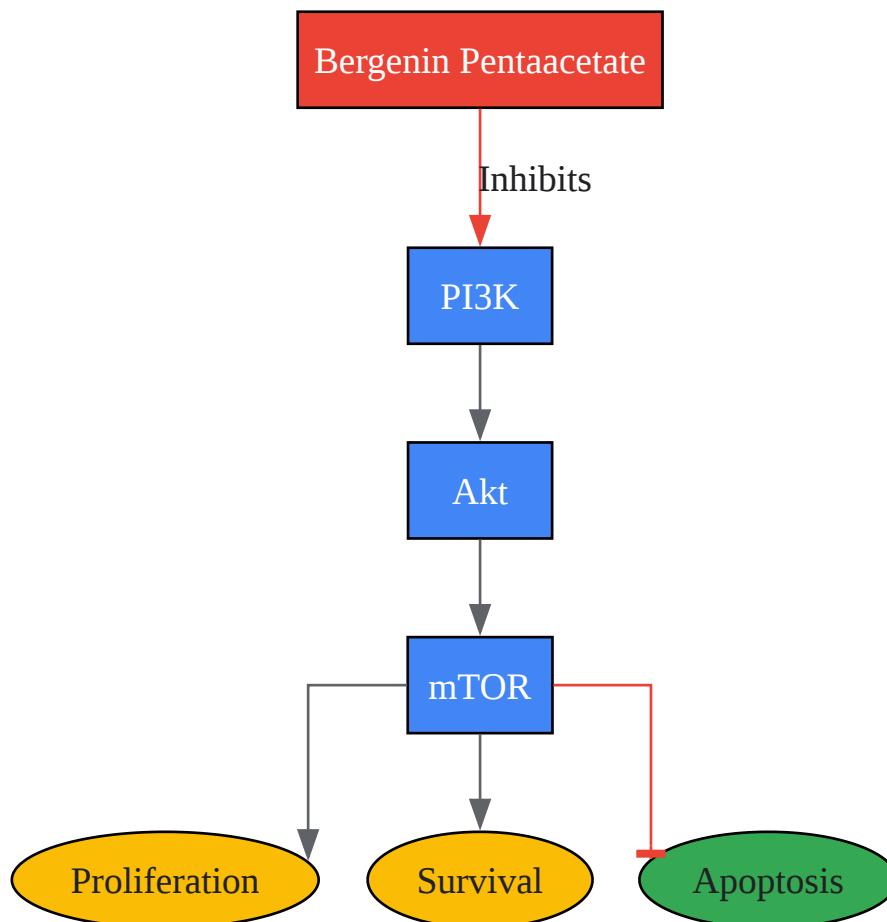 Bergenin Pentaacetate
Inhibits
PI3K
Akt
mTOR
Proliferation
Survival
Apoptosis